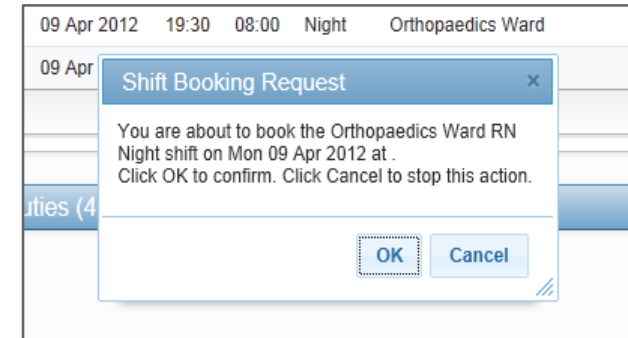 09 Apr 2012 19:30 08:00 Night Orthopaedics Ward
09 Apr
Shift Booking Request ×
You are about to book the Orthopaedics Ward RN
Night shift on Mon 09 Apr 2012 at .
Click OK to confirm. Click Cancel to stop this action.
uties (4
OK Cancel